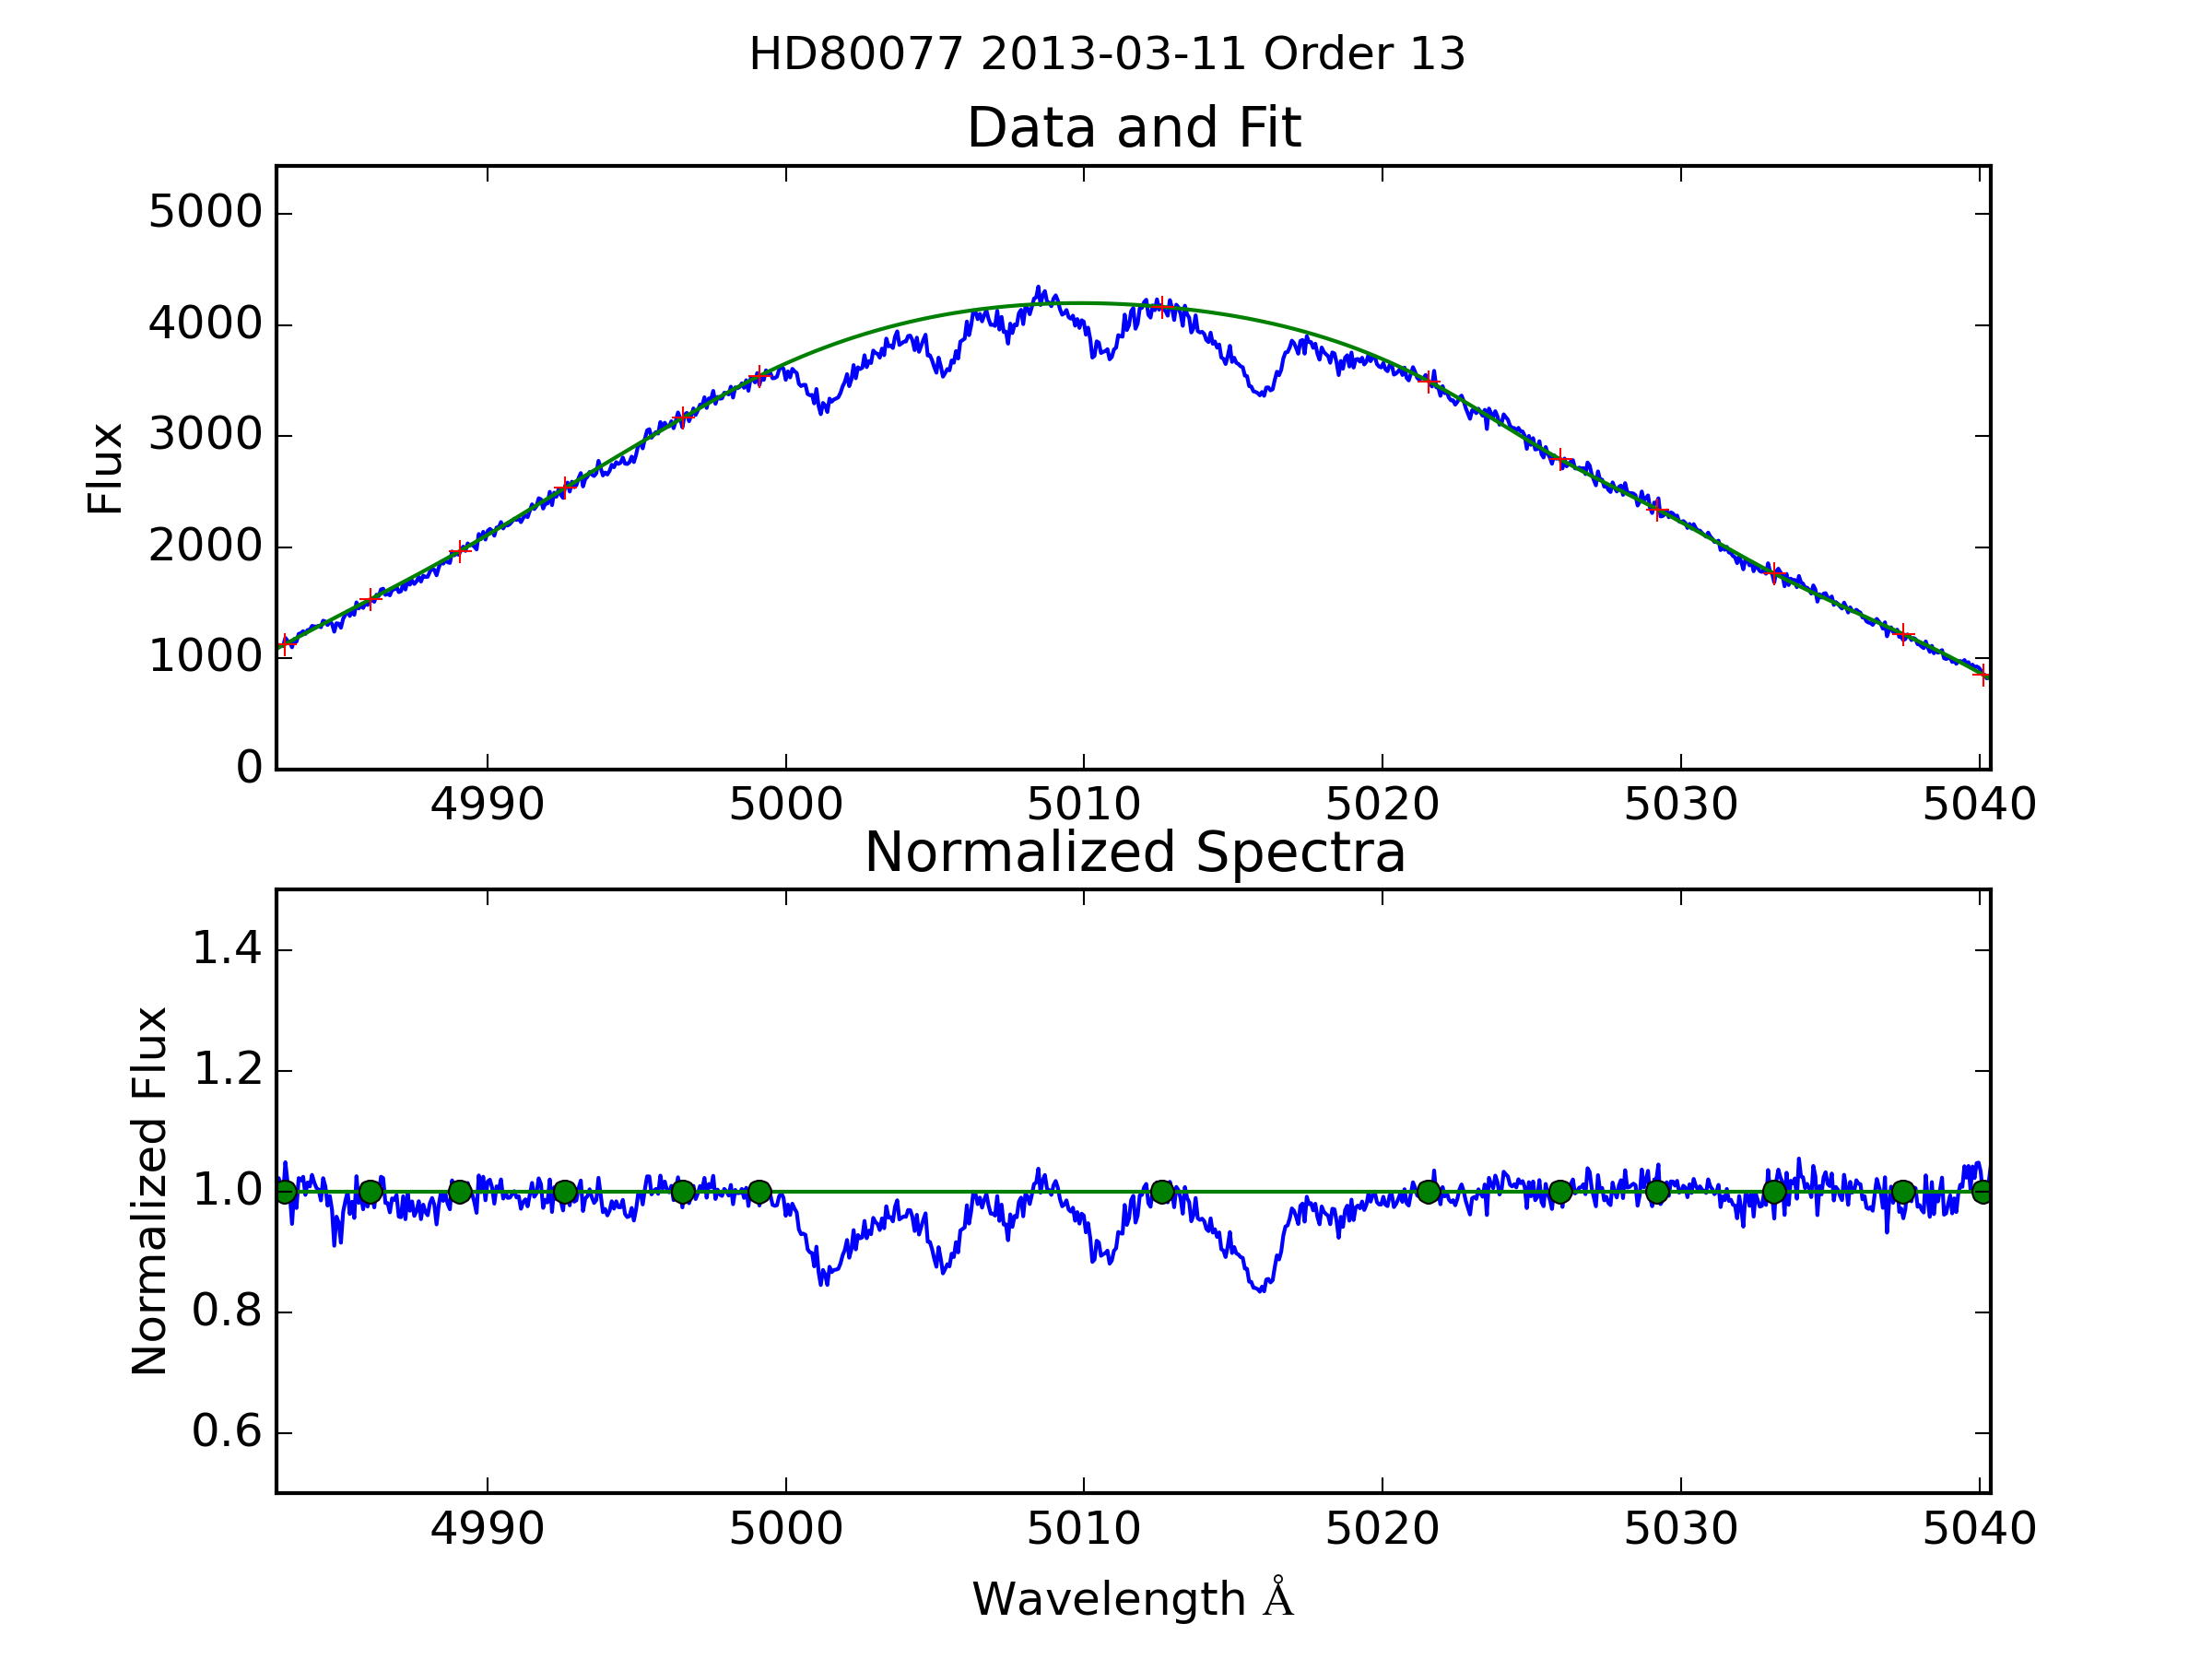 HD80077 2013-03-11 Order 13
Data and Fit
Flux
5000
4000
3000
2000
1000
0
4990 5000 5010 5020 5030 5040
Normalized Spectra
Normalized Flux
1.4
1.2
1.0
0.8
0.6
4990 5000 5010 5020 5030 5040
Wavelength Å